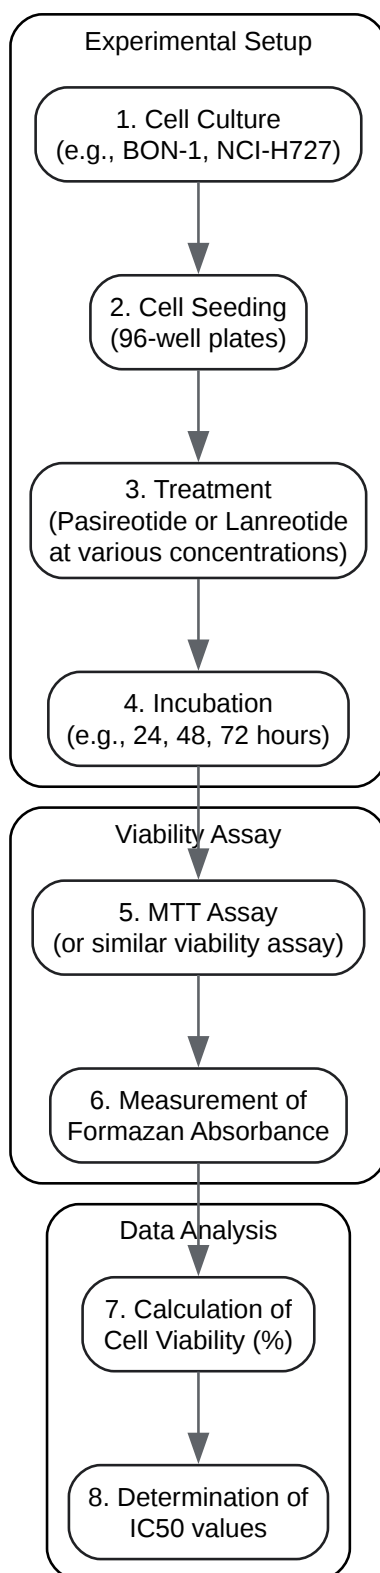 Experimental Setup
1. Cell Culture
(e.g., BON-1, NCI-H727)
2. Cell Seeding
(96-well plates)
3. Treatment
(Pasireotide or Lanreotide
at various concentrations)
4. Incubation
(e.g., 24, 48, 72 hours)
Viability Assay
5. MTT Assay
(or similar viability assay)
6. Measurement of
Formazan Absorbance
Data Analysis
7. Calculation of
Cell Viability (%)
8. Determination of
IC50 values